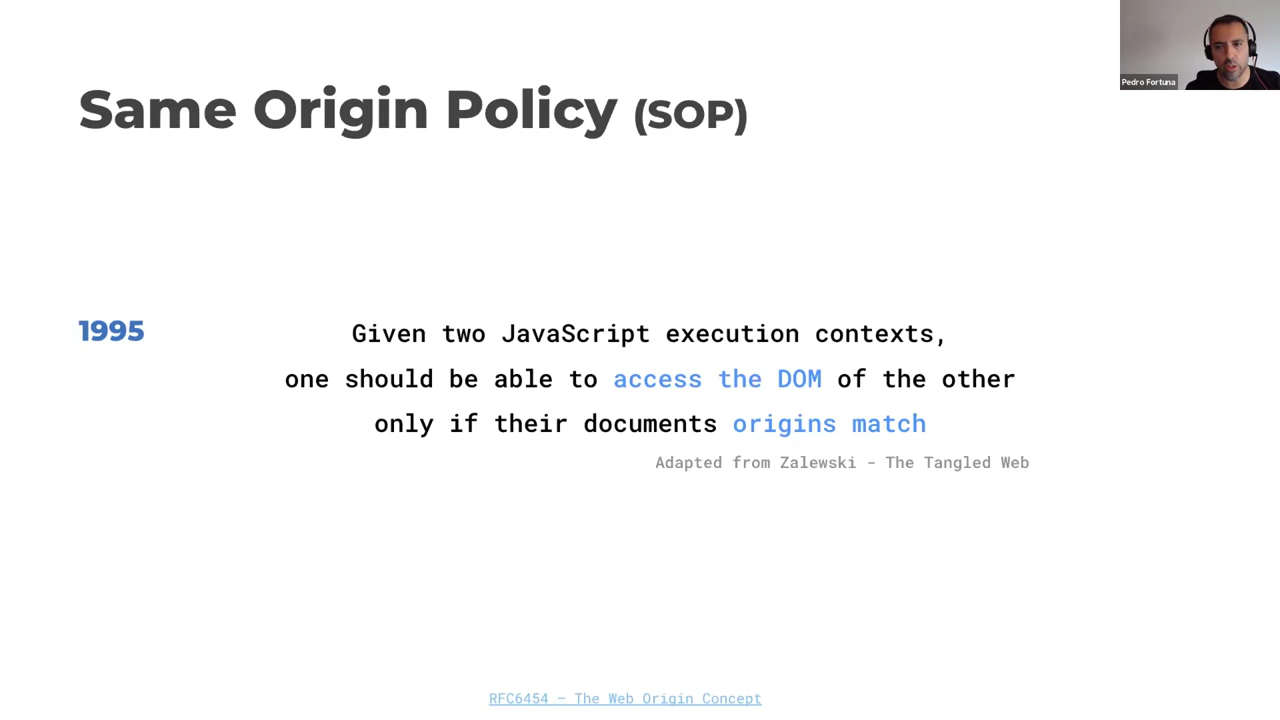 Pedro Fortuna
Same Origin Policy (SOP)
1995
Given two JavaScript execution contexts,
one should be able to access the DOM of the other
only if their documents origins match
Adapted from Zalewski - The Tangled Web
RFC6454 – The Web Origin Concept